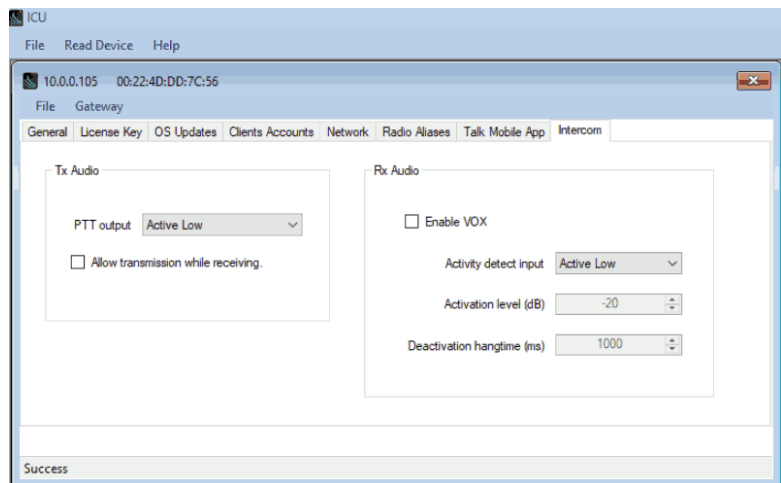 ICU
File Read Device Help
10.0.0.105 00:22:4D:DD:7C:56
File Gateway
General License Key OS Updates Clients Accounts Network Radio Aliases Talk Mobile App Intercom
Tx Audio
PTT output Active Low
Allow transmission while receiving.
Rx Audio
Enable VOX
Activity detect input Active Low
Activation level (dB) -20
Deactivation hangtime (ms) 1000
Success